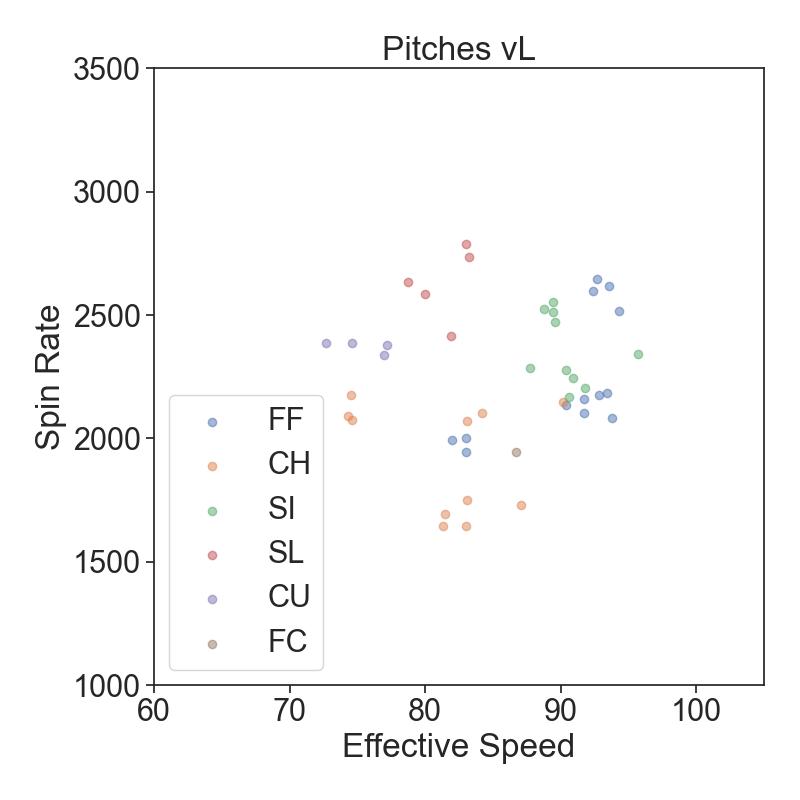 Pitches vL
3500
3000
2500
2000
1500
1000
Spin Rate
FF
CH
SI
SL
CU
FC
60 70 80 90 100
Effective Speed